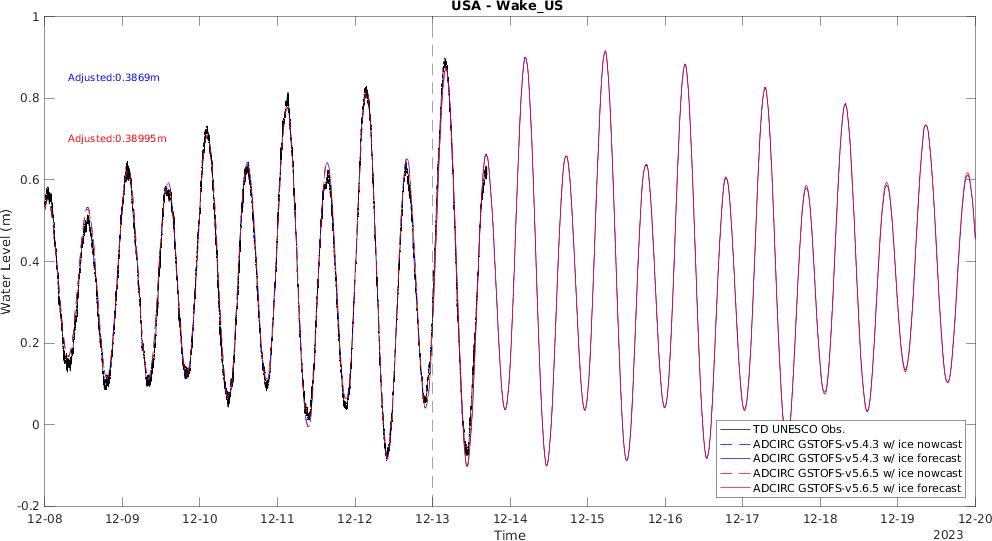 USA - Wake_US
1
0.8
0.6
0.4
0.2
0
-0.2
Water Level (m)
Adjusted:0.3869m
Adjusted:0.38995m
TD UNESCO Obs.
ADCIRC GSTOFS-v5.4.3 w/ ice nowcast
ADCIRC GSTOFS-v5.4.3 w/ ice forecast
ADCIRC GSTOFS-v5.6.5 w/ ice nowcast
ADCIRC GSTOFS-v5.6.5 w/ ice forecast
12-08 12-09 12-10 12-11 12-12 12-13 12-14 12-15 12-16 12-17 12-18 12-19 12-20
Time
2023